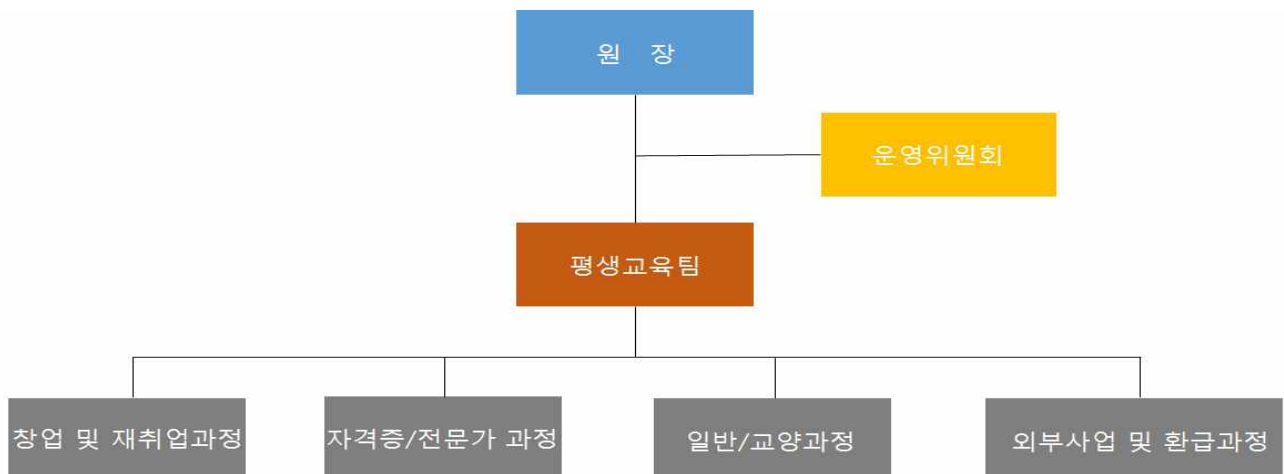 원 장
운영위원회
평생교육팀
창업 및 재취업과정
자격증/전문가 과정
일반/교양과정
외부사업 및 환급과정